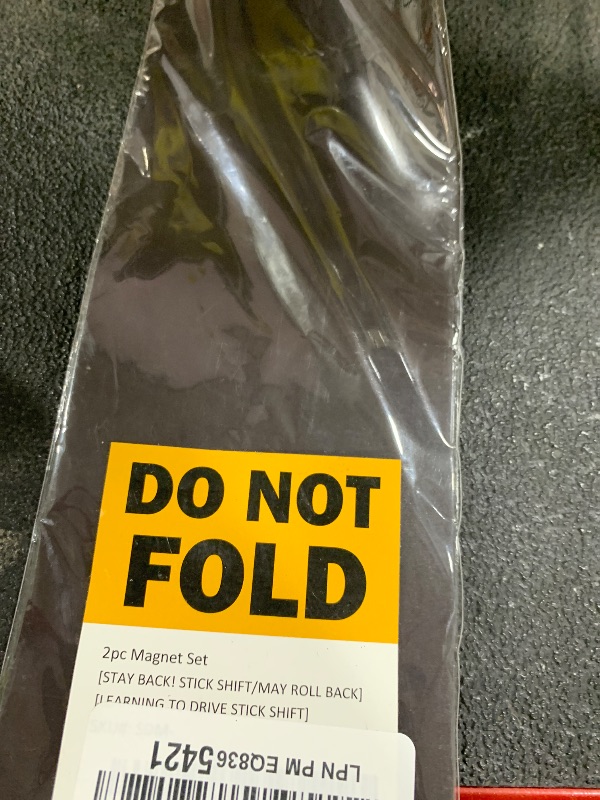 DO NOT
FOLD
2pc Magnet Set
[STAY BACK! STICK SHIFT/MAY ROLL BACK]
[LEARNING TO DRIVE STICK SHIFT]
LPN PM EQ8365421